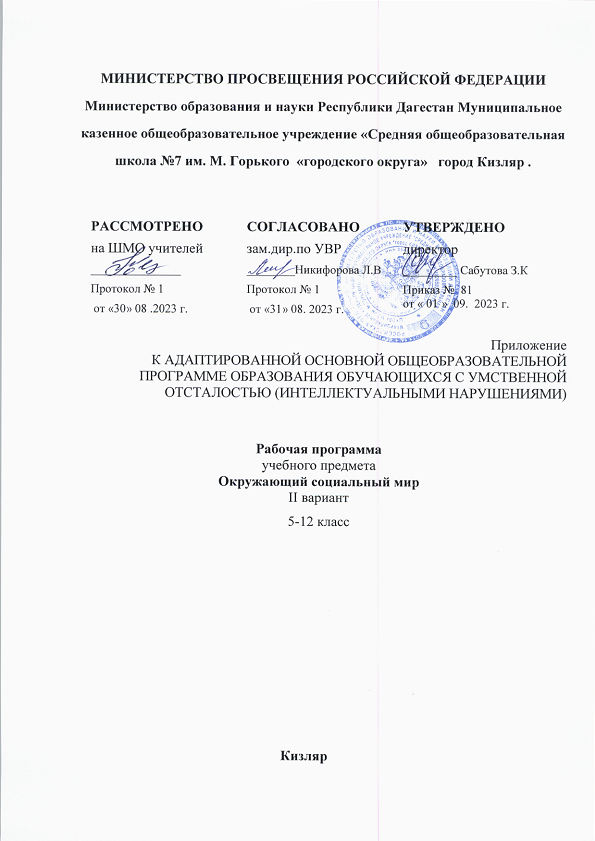 МИНИСТЕРСТВО ПРОСВЕЩЕНИЯ РОССИЙСКОЙ ФЕДЕРАЦИИ
Министерство образования и науки Республики Дагестан Муниципальное
казенное общеобразовательное учреждение «Средняя общеобразовательная
школа №7 им. М. Горького «городского округа» город Кизляр .
РАССМОТРЕНО СОГЛАСОВАНО УТВЕРЖДЕНО
на ШМО учителей зам.дир.по УВР директор
Никифорова Л.В Сабутова З.К
Протокол № 1 Протокол № 1 Приказ № 81
от «30» 08 .2023 г. от «31» 08. 2023 г. от « 01 » 09. 2023 г.
Приложение
К АДАПТИРОВАННОЙ ОСНОВНОЙ ОБЩЕОБРАЗОВАТЕЛЬНОЙ
ПРОГРАММЕ ОБРАЗОВАНИЯ ОБУЧАЮЩИХСЯ С УМСТВЕННОЙ
ОТСТАЛОСТЬЮ (ИНТЕЛЛЕКТУАЛЬНЫМИ НАРУШЕНИЯМИ)
Рабочая программа
учебного предмета
Окружающий социальный мир
II вариант
5-12 класс
Кизляр